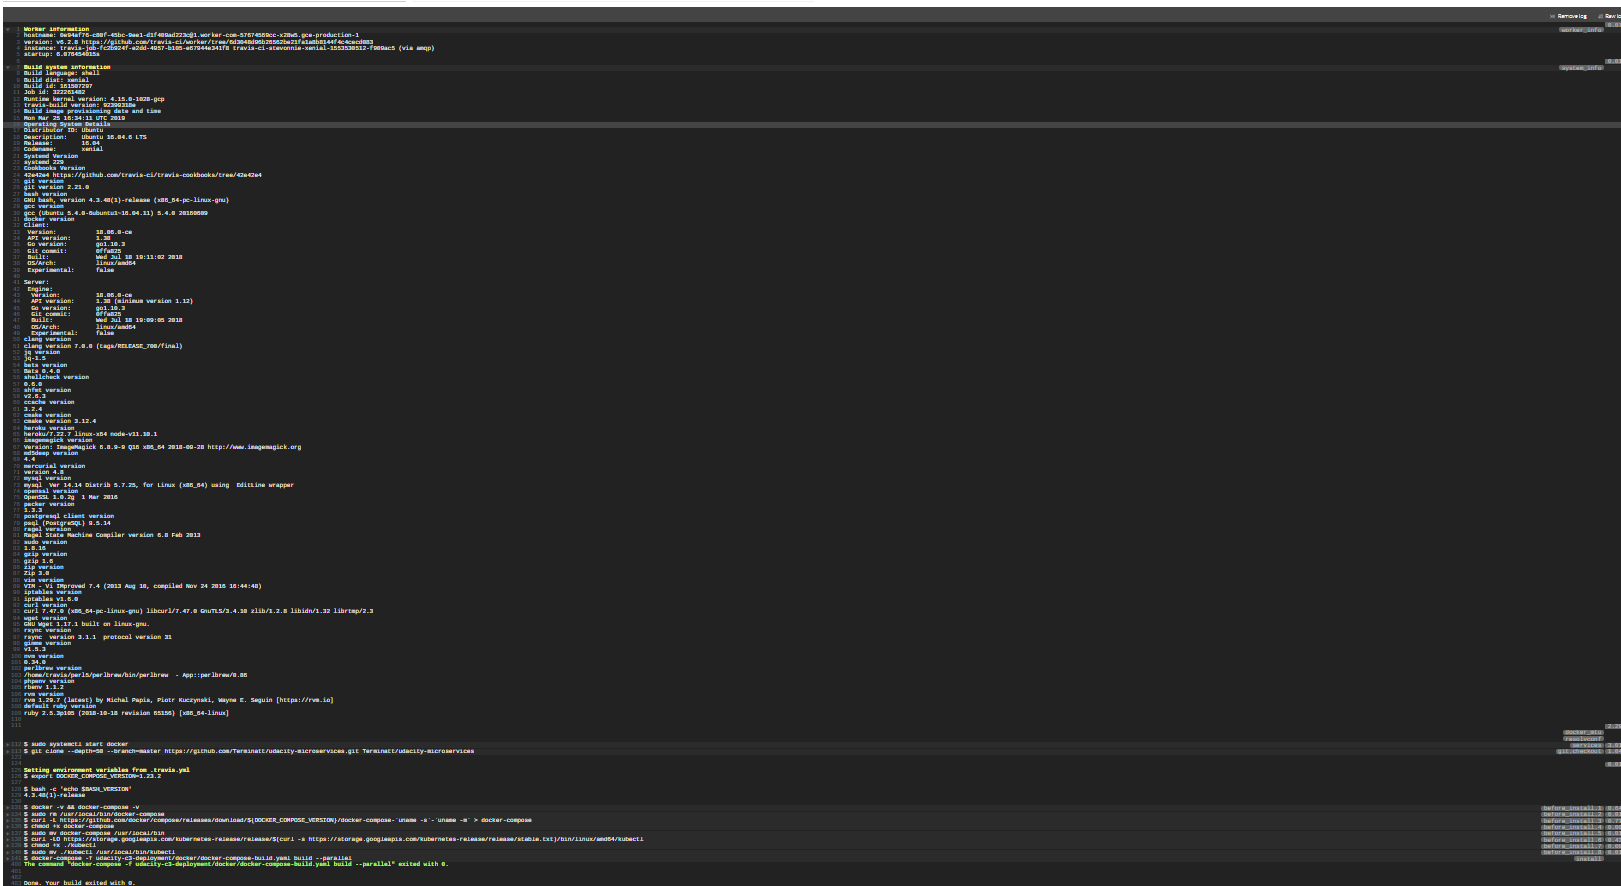 Remove log
Raw log
Worker information
worker_info
hostname: 0e94ef76-c80f-45bc-9ee1-d1f409ad223c@1.worker-com-57674569cc-x28w5.gce-production-1
version: v6.2.8 https://github.com/travis-ci/worker/tree/6d3048d96b26562be21fa1a8b8144f4c4cecd083
instance: travis-job-fc2b924f-e2dd-4957-b105-e67944e341f8 travis-ci-stevonnie-xenial-1553530512-f909ac5 (via amqp)
startup: 6.076454015s
Build system information
system_info
Build language: shell
Build dist: xenial
Build id: 161507297
Job id: 322261482
Runtime kernel version: 4.15.0-1028-gcp
travis-build version: 92399318e
Build image provisioning date and time
Mon Mar 25 16:34:11 UTC 2019
Operating System Details
Distributor ID: Ubuntu
Description: Ubuntu 16.04.6 LTS
Release: 16.04
Codename: xenial
Systemd Version
systemd 229
Cookbooks Version
42e42e4 https://github.com/travis-ci/travis-cookbooks/tree/42e42e4
git version
git version 2.21.0
bash version
GNU bash, version 4.3.48(1)-release (x86_64-pc-linux-gnu)
gcc version
gcc (Ubuntu 5.4.0-6ubuntu1~16.04.11) 5.4.0 20160609
docker version
Client:
Version: 18.06.0-ce
API version: 1.38
Go version: go1.10.3
Git commit: 0ffa825
Built: Wed Jul 18 19:11:02 2018
OS/Arch: linux/amd64
Experimental: false
Server:
Engine:
Version: 18.06.0-ce
API version: 1.38 (minimum version 1.12)
Go version: go1.10.3
Git commit: 0ffa825
Built: Wed Jul 18 19:09:05 2018
OS/Arch: linux/amd64
Experimental: false
clang version
clang version 7.0.0 (tags/RELEASE_700/final)
jq version
jq-1.5
bats version
Bats 0.4.0
shellcheck version
0.6.0
shfmt version
v2.6.3
ccache version
3.2.4
cmake version
cmake version 3.12.4
heroku version
heroku/7.22.7 linux-x64 node-v11.10.1
imagemagick version
Version: ImageMagick 6.8.9-9 Q16 x86_64 2018-09-28 http://www.imagemagick.org
md5deep version
4.4
mercurial version
version 4.8
mysql version
mysql Ver 14.14 Distrib 5.7.25, for Linux (x86_64) using EditLine wrapper
openssl version
OpenSSL 1.0.2g 1 Mar 2016
packer version
1.3.3
postgresql client version
psql (PostgreSQL) 9.5.14
ragel version
Ragel State Machine Compiler version 6.8 Feb 2013
sudo version
1.8.16
gzip version
gzip 1.6
zip version
Zip 3.0
vim version
VIM - Vi IMproved 7.4 (2013 Aug 10, compiled Nov 24 2016 16:44:48)
iptables version
iptables v1.6.0
curl version
curl 7.47.0 (x86_64-pc-linux-gnu) libcurl/7.47.0 GnuTLS/3.4.10 zlib/1.2.8 libidn/1.32 librtmp/2.3
wget version
GNU Wget 1.17.1 built on linux-gnu.
rsync version
rsync version 3.1.1 protocol version 31
gimme version
v1.5.3
nvm version
0.34.0
perlbrew version
/home/travis/perl5/perlbrew/bin/perlbrew - App::perlbrew/0.86
phpenv version
rbenv 1.1.2
rvm version
rvm 1.29.7 (latest) by Michal Papis, Piotr Kuczynski, Wayne E. Seguin [https://rvm.io]
default ruby version
ruby 2.5.3p105 (2018-10-18 revision 65156) [x86_64-linux]
docker_mtu
resolvconf
$ sudo systemctl start docker
services
$ git clone --depth=50 --branch=master https://github.com/Terminatt/udacity-microservices.git Terminatt/udacity-microservices
git.checkout
Setting environment variables from .travis.yml
$ export DOCKER_COMPOSE_VERSION=1.23.2
$ bash -c 'echo $BASH_VERSION'
4.3.48(1)-release
$ docker -v && docker-compose -v
before_install.1
$ sudo rm /usr/local/bin/docker-compose
before_install.2
$ curl -L https://github.com/docker/compose/releases/download/${DOCKER_COMPOSE_VERSION}/docker-compose-`uname -s`-`uname -m` > docker-compose
before_install.3
$ chmod +x docker-compose
before_install.4
$ sudo mv docker-compose /usr/local/bin
before_install.5
$ curl -LO https://storage.googleapis.com/kubernetes-release/release/$(curl -s https://storage.googleapis.com/kubernetes-release/release/stable.txt)/bin/linux/amd64/kubectl
before_install.6
$ chmod +x ./kubectl
before_install.7
$ sudo mv ./kubectl /usr/local/bin/kubectl
before_install.8
$ docker-compose -f udacity-c3-deployment/docker/docker-compose-build.yaml build --parallel
install
The command "docker-compose -f udacity-c3-deployment/docker/docker-compose-build.yaml build --parallel" exited with 0.
Done. Your build exited with 0.